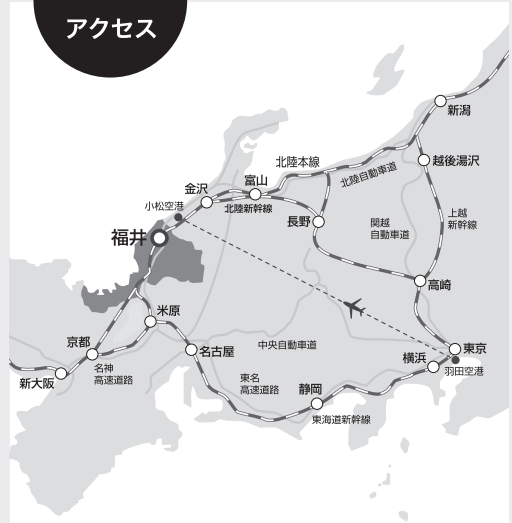 アクセス
新潟
北陸本線
北陸自動車道
越後湯沢
富山
金沢
小松空港
北陸新幹線
長野
関越
自動車道
上越
新幹線
福井
高崎
米原
京都
名古屋
中央自動車道
東京
横浜
羽田空港
名神
高速道路
新大阪
東名
高速道路
静岡
東海道新幹線